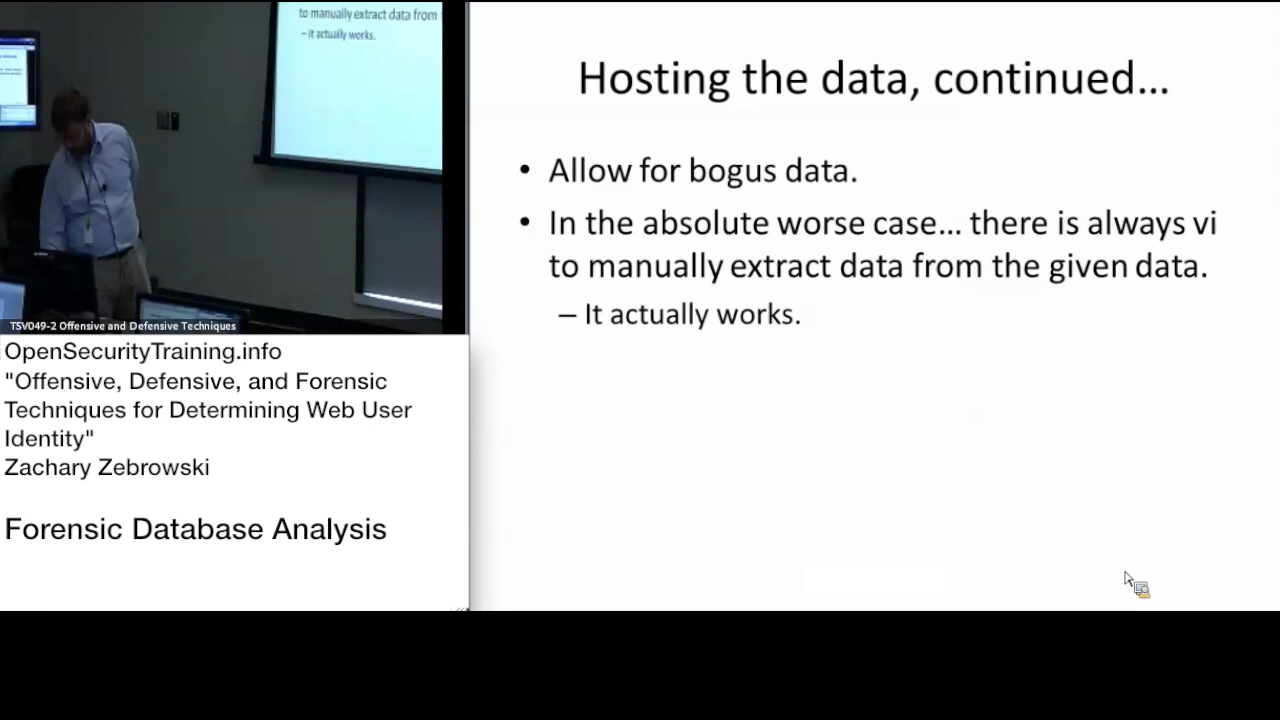 to manually extract data from
– it actually works.
TSV049-2 Offensive and Defensive Techniques
OpenSecurityTraining.info
"Offensive, Defensive, and Forensic
Techniques for Determining Web User
Identity"
Zachary Zebrowski
Forensic Database Analysis
Hosting the data, continued…
• Allow for bogus data.
• In the absolute worse case… there is always vi
to manually extract data from the given data.
– It actually works.